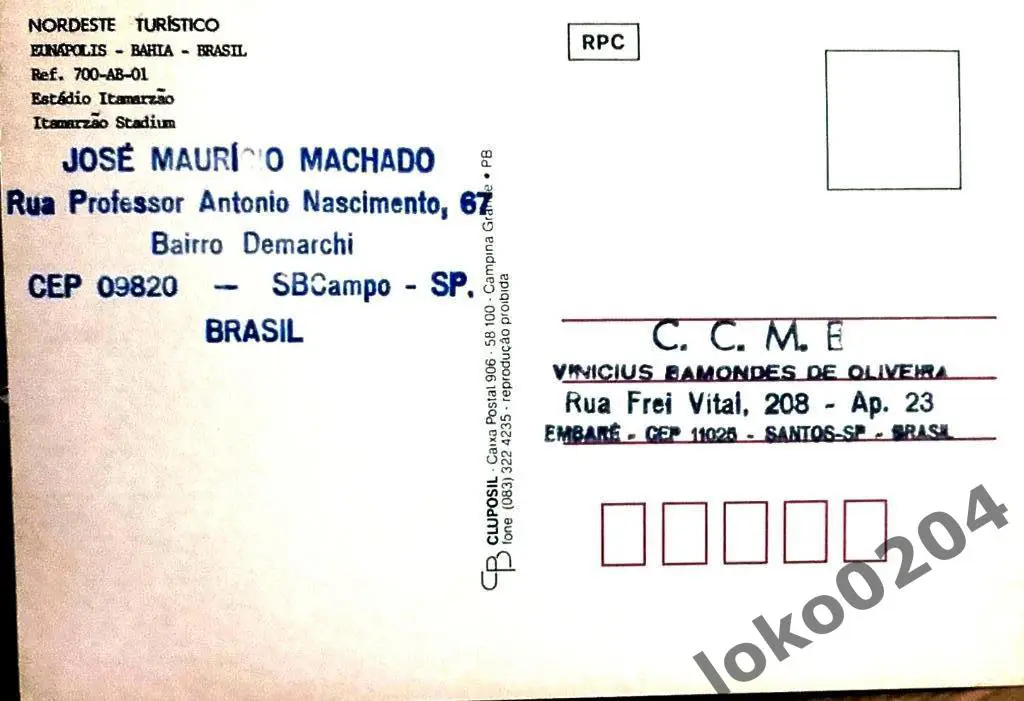 NORDESTE TURÍSTICO
EUNÁPOLIS - BAHIA - BRASIL
Ref. 700-AB-01
Estádio Itamarzão
Itamarzão Stadium
JOSÉ MAURÍCIO MACHADO
Rua Professor Antonio Nascimento, 67
Bairro Demarchi
CEP 09820 — SBCampo - SP.
BRASIL
CLUPOSIL - Caixa Postal 906 - 58100 - Campina Grande • PB
fone (083) 322 4235 - reprodução proibida
RPC
C. C. M. E
VINICIUS BAMONDES DE OLIVEIRA
Rua Frei Vital, 208 - Ap. 23
EMBARÉ - CEP 11025 - SANTOS-SP - BRASIL
loko0204